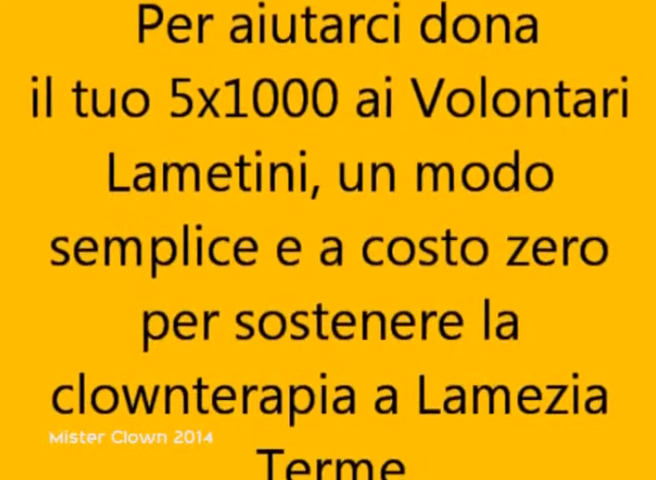 Per aiutarci dona
il tuo 5x1000 ai Volontari
Lametini, un modo
semplice e a costo zero
per sostenere la
clownterapia a Lamezia
Mister Clown 2014
Terme